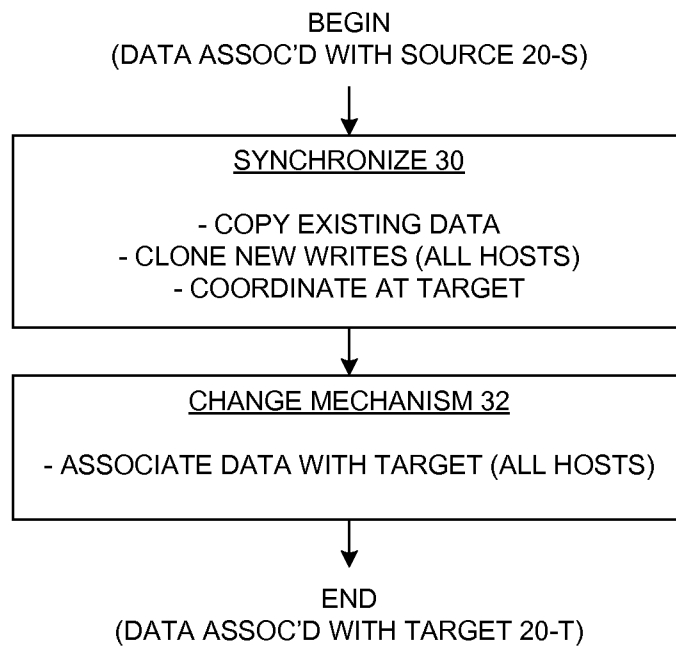 BEGIN
(DATA ASSOC'D WITH SOURCE 20-S)
SYNCHRONIZE 30
- COPY EXISTING DATA
- CLONE NEW WRITES (ALL HOSTS)
- COORDINATE AT TARGET
CHANGE MECHANISM 32
- ASSOCIATE DATA WITH TARGET (ALL HOSTS)
END
(DATA ASSOC'D WITH TARGET 20-T)